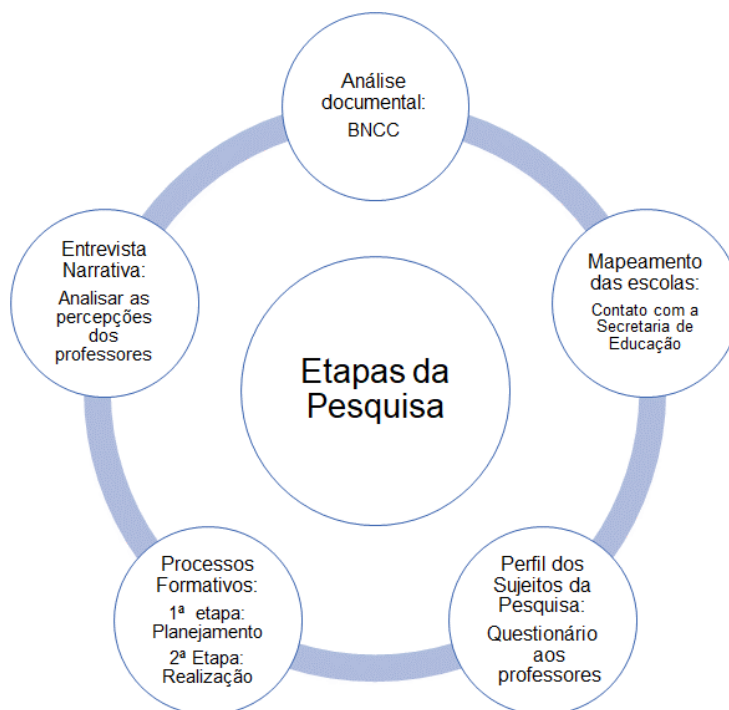 Análise
documental:
BNCC
Entrevista
Narrativa:
Analisar as
percepções
dos
professores
Mapeamento
das escolas:
Contato com a
Secretaria de
Educação
Etapas da
Pesquisa
Processos
Formativos:
1ª etapa:
Planejamento
2ª Etapa:
Realização
Perfil dos
Sujeitos da
Pesquisa:
Questionário
aos
professores